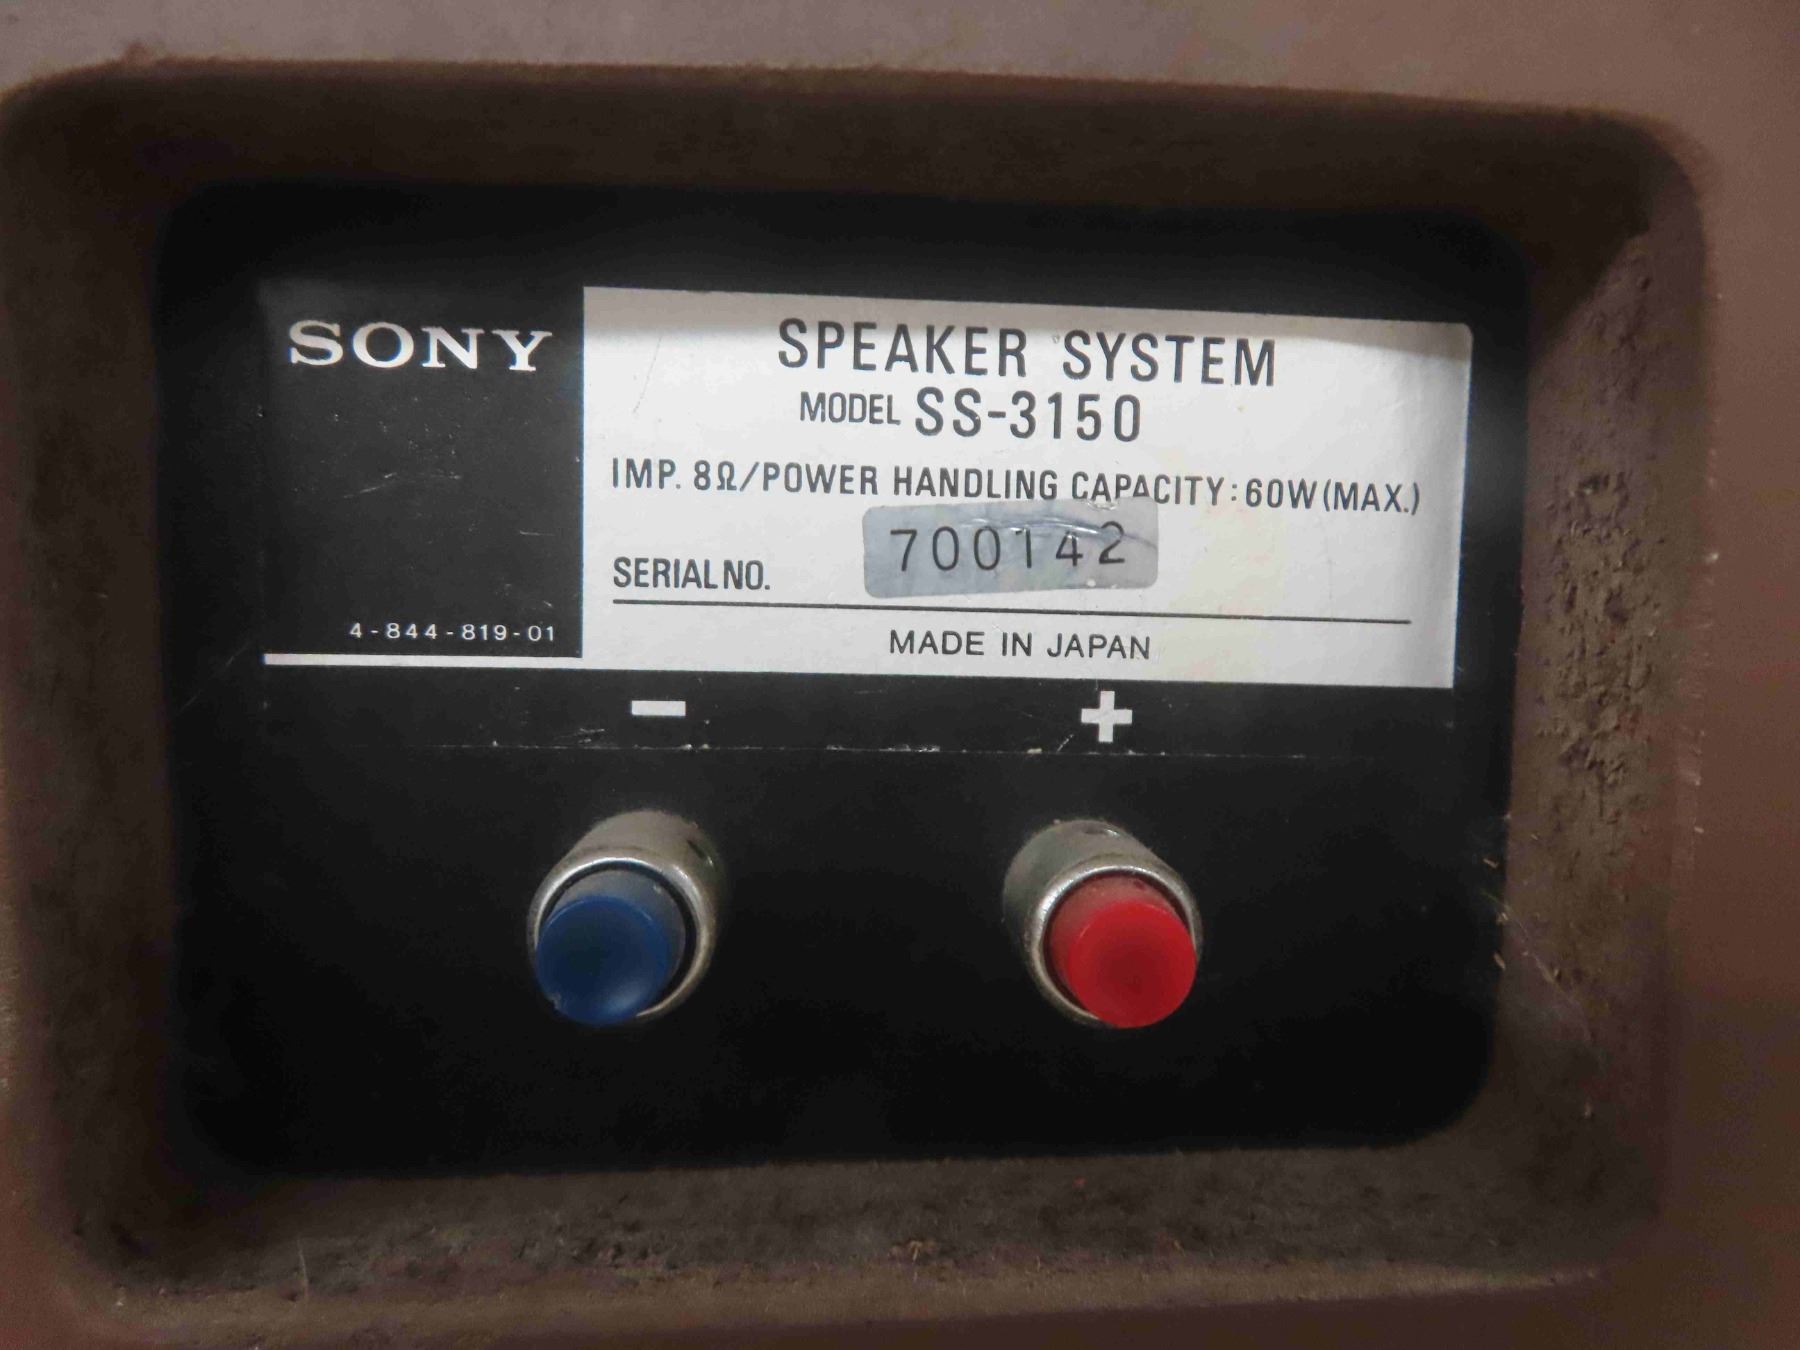 SONY
SPEAKER SYSTEM
MODEL SS-3150
IMP. 8Ω/POWER HANDLING CAPACITY: 60W (MAX.)
SERIAL NO. 700142
4-844-819-01
MADE IN JAPAN
− +